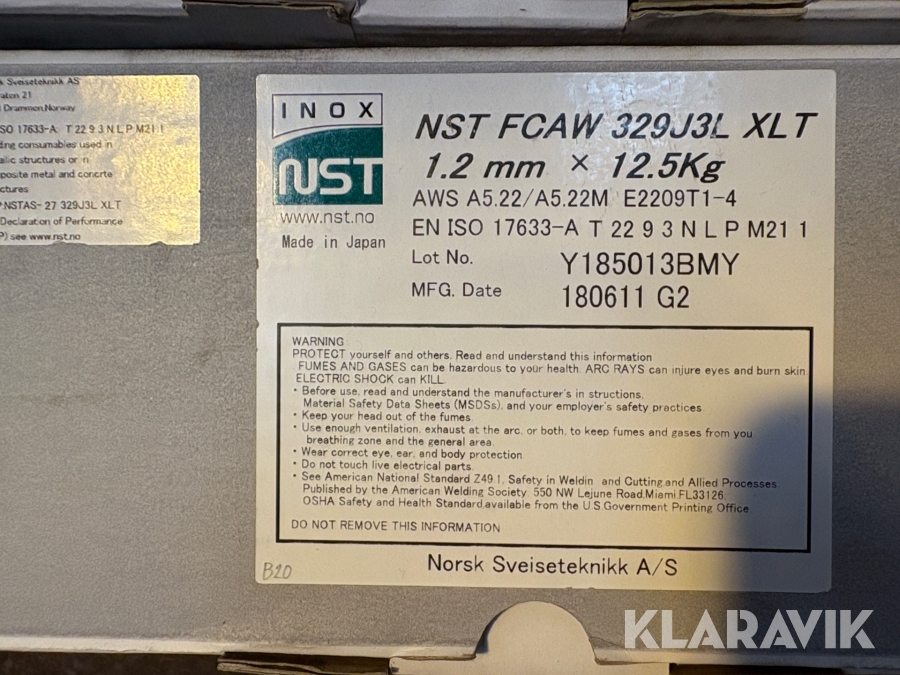 Sveiseteknikk AS
21
Drammen,Norway
ISO 17633-A T 22 9 3 N L P M21 1
consumables used in
structures or in
metal and concrte
NSTAS-27 329J3L XLT
Declaration of Performance
see www.nst.no
INOX
NST
www.nst.no
Made in Japan
NST FCAW 329J3L XLT
1.2 mm × 12.5Kg
AWS A5.22/A5.22M E2209T1-4
EN ISO 17633-A T 22 9 3 N L P M21 1
Lot No. Y185013BMY
MFG. Date 180611 G2
WARNING
PROTECT yourself and others. Read and understand this information
FUMES AND GASES can be hazardous to your health. ARC RAYS can injure eyes and burn skin.
ELECTRIC SHOCK can KILL.
• Before use, read and understand the manufacturer's in structions,
Material Safety Data Sheets (MSDSs), and your employer's safety practices
• Keep your head out of the fumes.
• Use enough ventilation, exhaust at the arc, or both, to keep fumes and gases from you
breathing zone and the general area.
• Wear correct eye, ear, and body protection
• Do not touch live electrical parts.
• See American National Standard Z49.1, Safety in Weldin and Cutting and Allied Processes,
Published by the American Welding Society, 550 NW Lejune Road,Miami,FL33126;
OSHA Safety and Health Standard,available from the U.S.Government Printing Office
DO NOT REMOVE THIS INFORMATION
Norsk Sveiseteknikk A/S
B20
KLARAVIK